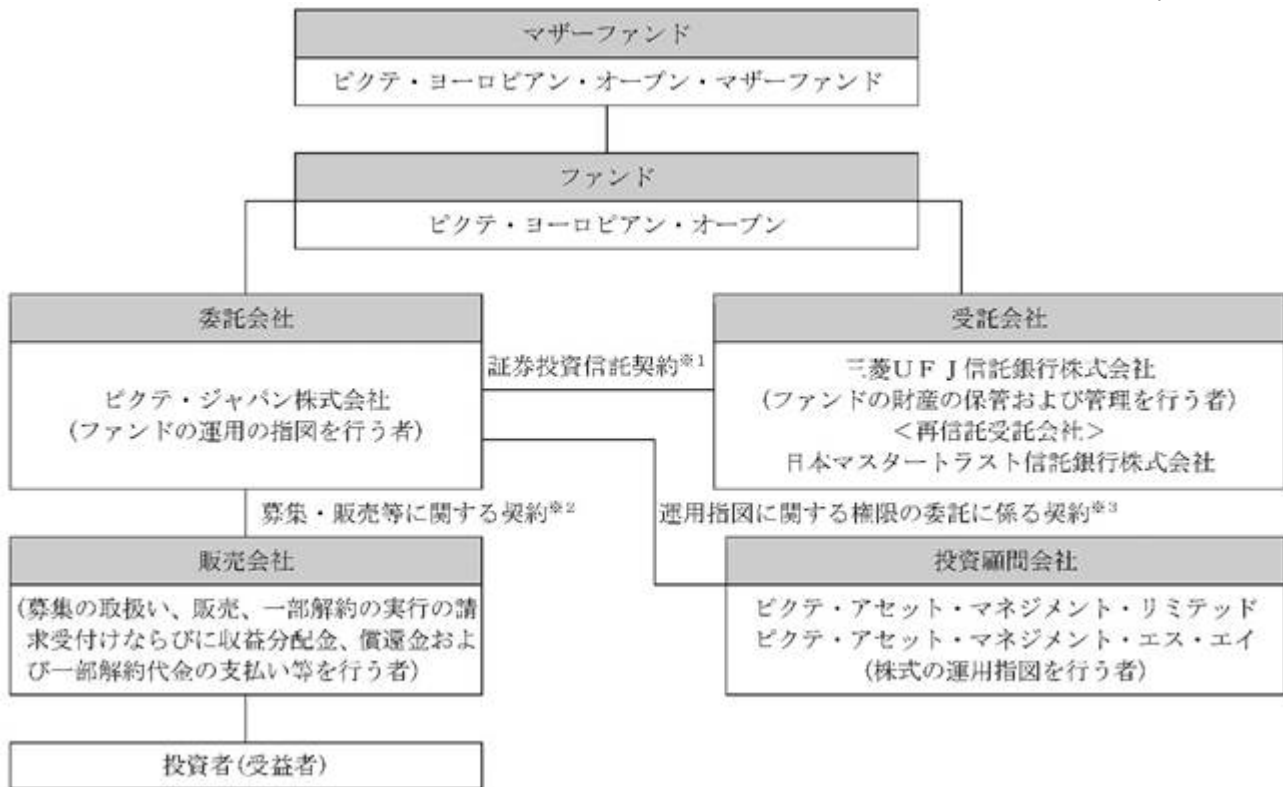 マザーファンド
ピクテ・ヨーロピアン・オープン・マザーファンド
ファンド
ピクテ・ヨーロピアン・オープン
委託会社
ピクテ・ジャパン株式会社
(ファンドの運用の指図を行う者)
証券投資信託契約※1
受託会社
三菱UFJ信託銀行株式会社
(ファンドの財産の保管および管理を行う者)
<再信託受託会社>
日本マスタートラスト信託銀行株式会社
募集・販売等に関する契約※2
運用指図に関する権限の委託に係る契約※3
販売会社
(募集の取扱い、販売、一部解約の実行の請
求受付けならびに収益分配金、償還金およ
び一部解約代金の支払い等を行う者)
投資顧問会社
ピクテ・アセット・マネジメント・リミテッド
ピクテ・アセット・マネジメント・エス・エイ
(株式の運用指図を行う者)
投資者(受益者)